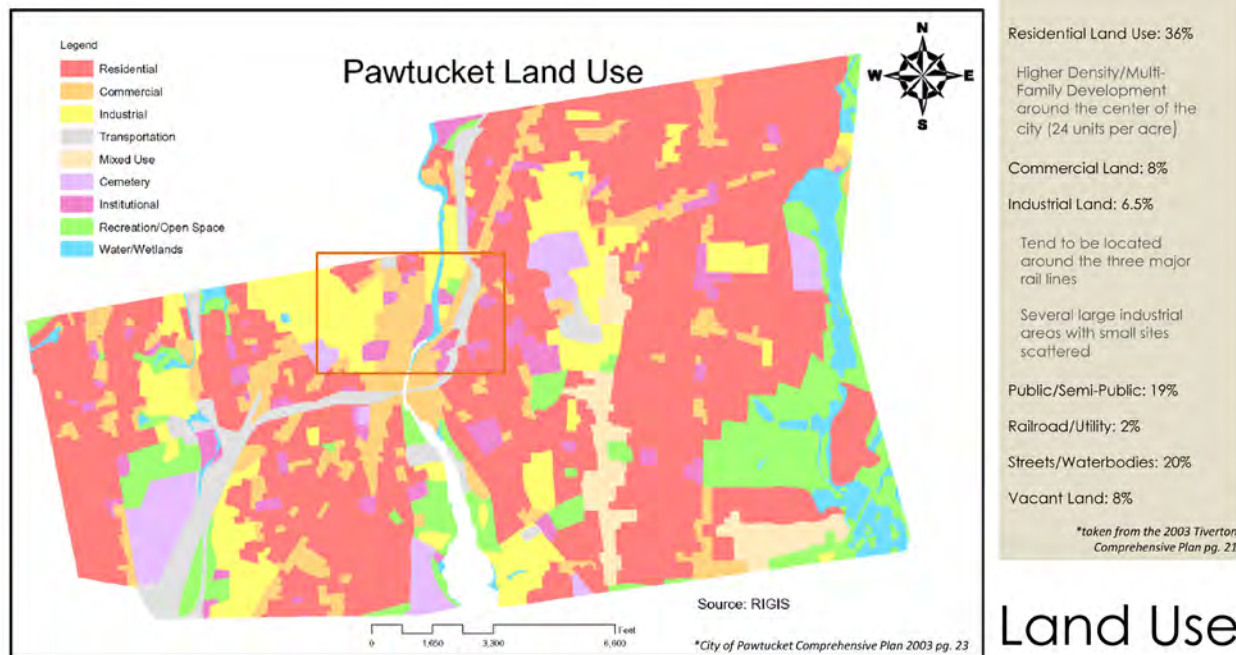 Legend
Residential
Commercial
Industrial
Transportation
Mixed Use
Cemetery
Institutional
Recreation/Open Space
Water/Wetlands
Pawtucket Land Use
N
W
E
S
Source: RIGIS
0 1,650 3,300 6,600
Feet
*City of Pawtucket Comprehensive Plan 2003 pg. 23
Residential Land Use: 36%
Higher Density/Multi-
Family Development
around the center of the
city (24 units per acre)
Commercial Land: 8%
Industrial Land: 6.5%
Tend to be located
around the three major
rail lines
Several large industrial
areas with small sites
scattered
Public/Semi-Public: 19%
Railroad/Utility: 2%
Streets/Waterbodies: 20%
Vacant Land: 8%
*taken from the 2003 Tiverton
Comprehensive Plan pg. 21
Land Use